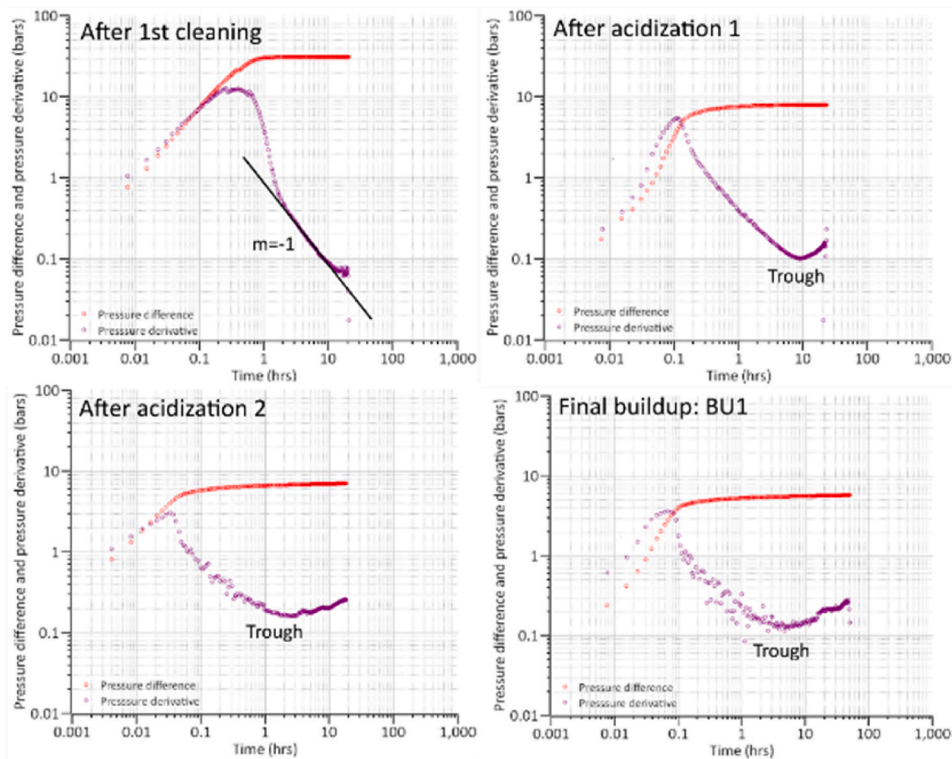 After 1st cleaning
Pressure difference and pressure derivative (bars)
100
10
1
0.1
0.01
m=-1
Pressure difference
Presssure derivative
0.001
0.01
0.1
1
10
100
1,000
Time (hrs)
After acidization 1
Pressure difference and pressure derivative (bars)
100
10
1
0.1
0.01
Trough
Pressure difference
Presssure derivative
0.001
0.01
0.1
1
10
100
1,000
Time (hrs)
After acidization 2
Pressure difference and pressure derivative (bars)
100
10
1
0.1
0.01
Trough
Pressure difference
Presssure derivative
0.001
0.01
0.1
1
10
100
1,000
Time (hrs)
Final buildup: BU1
Pressure difference and pressure derivative (bars)
100
10
1
0.1
0.01
Trough
Pressure difference
Presssure derivative
0.001
0.01
0.1
1
10
100
1,000
Time (hrs)